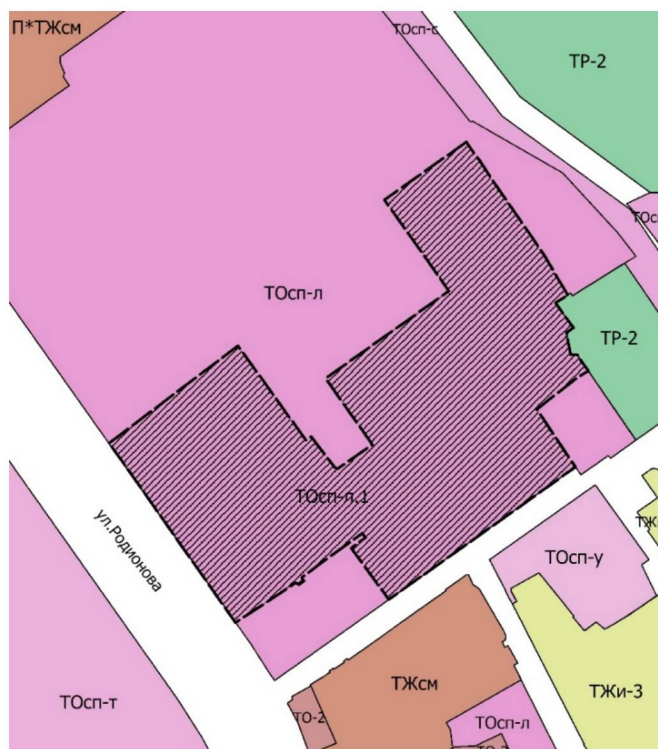 П*ТЖсм
ТОсп-с
ТР-2
ТОсп-л
ТР-2
ТОсп-л,1
ул.Родионова
ТОсп-у
ТЖсм
ТЖи-3
ТОсп-т
ТО-2
ТОсп-л